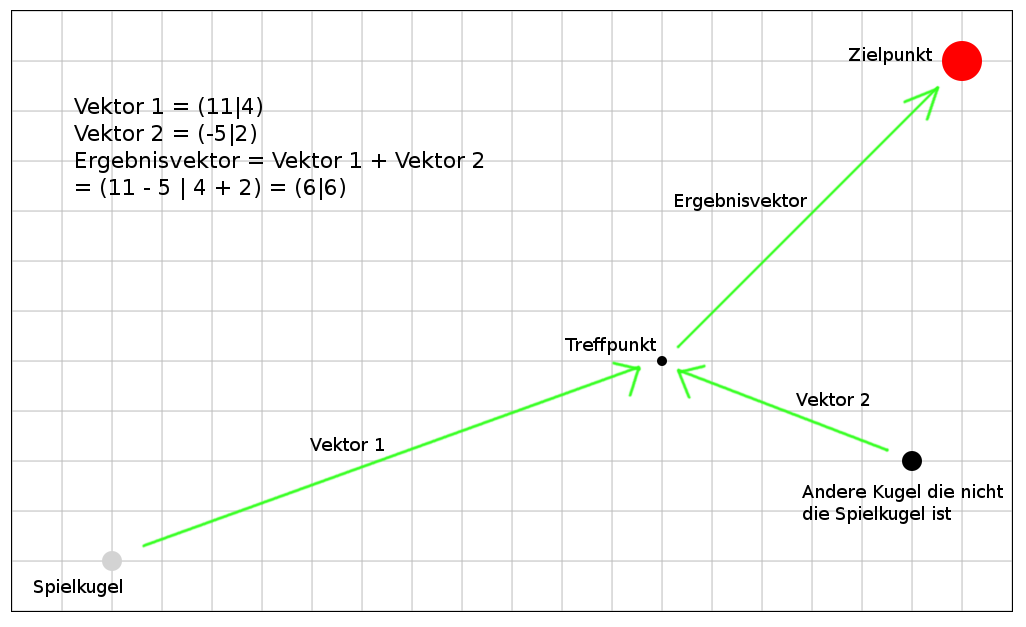 Zielpunkt
Vektor 1 = (11|4)
Vektor 2 = (-5|2)
Ergebnisvektor = Vektor 1 + Vektor 2
= (11 - 5 | 4 + 2) = (6|6)
Ergebnisvektor
Treffpunkt
Vektor 2
Vektor 1
Andere Kugel die nicht
die Spielkugel ist
Spielkugel